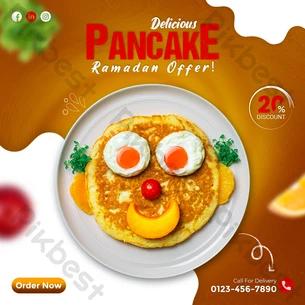 Delicious
PANCAKE
Ramadan Offer!
20%
DISCOUNT
Order Now
Call For Delivery
0123-456-7890